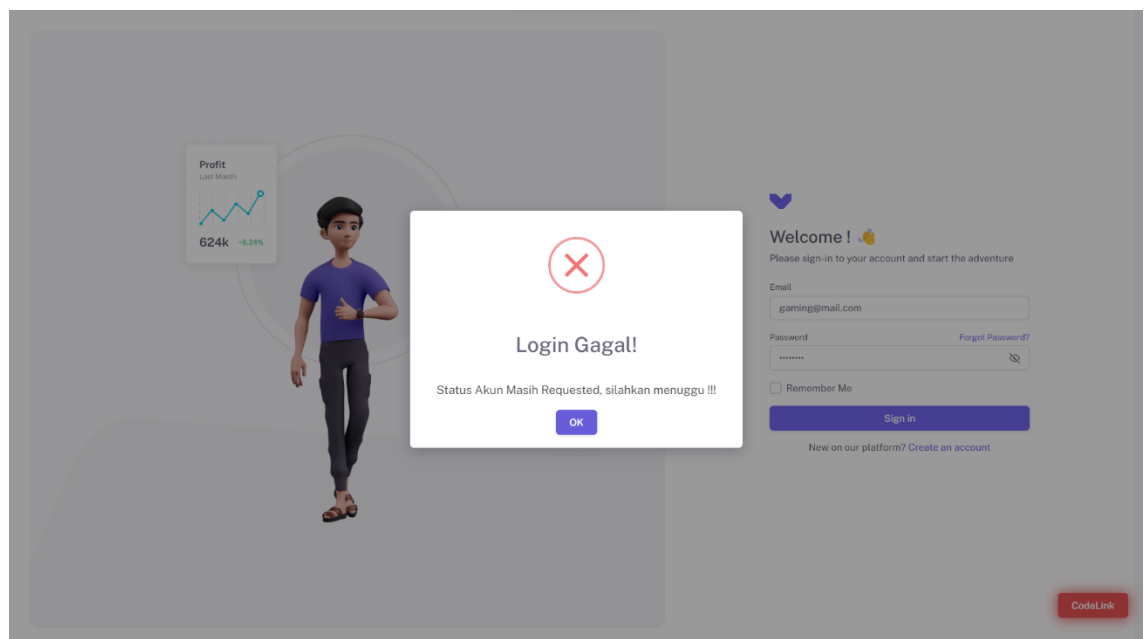 Profit
Last Month
624k +8.24%
Login Gagal!
Status Akun Masih Requested, silahkan menuggu !!!
OK
Welcome !
Please sign-in to your account and start the adventure
Email
gaming@mail.com
Password Forgot Password?
Remember Me
Sign in
New on our platform? Create an account
CodeLink